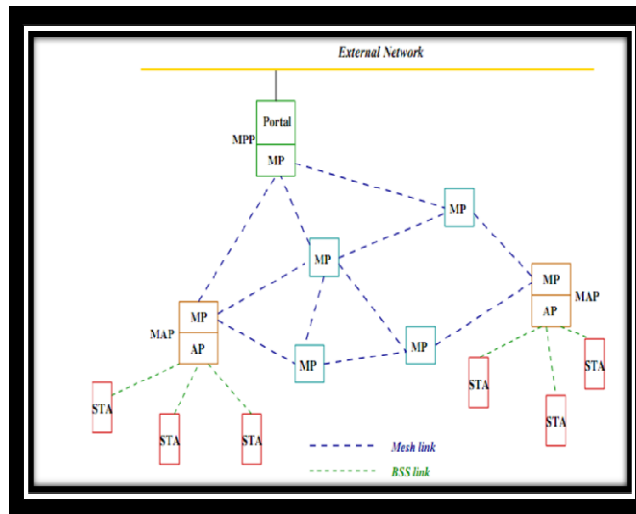 External Network
Portal
MPP
MP
MP
MP
MP
MAP
MP
MAP
AP
AP
MP
MP
STA
STA
STA
STA
STA
STA
Mesh link
BSS link